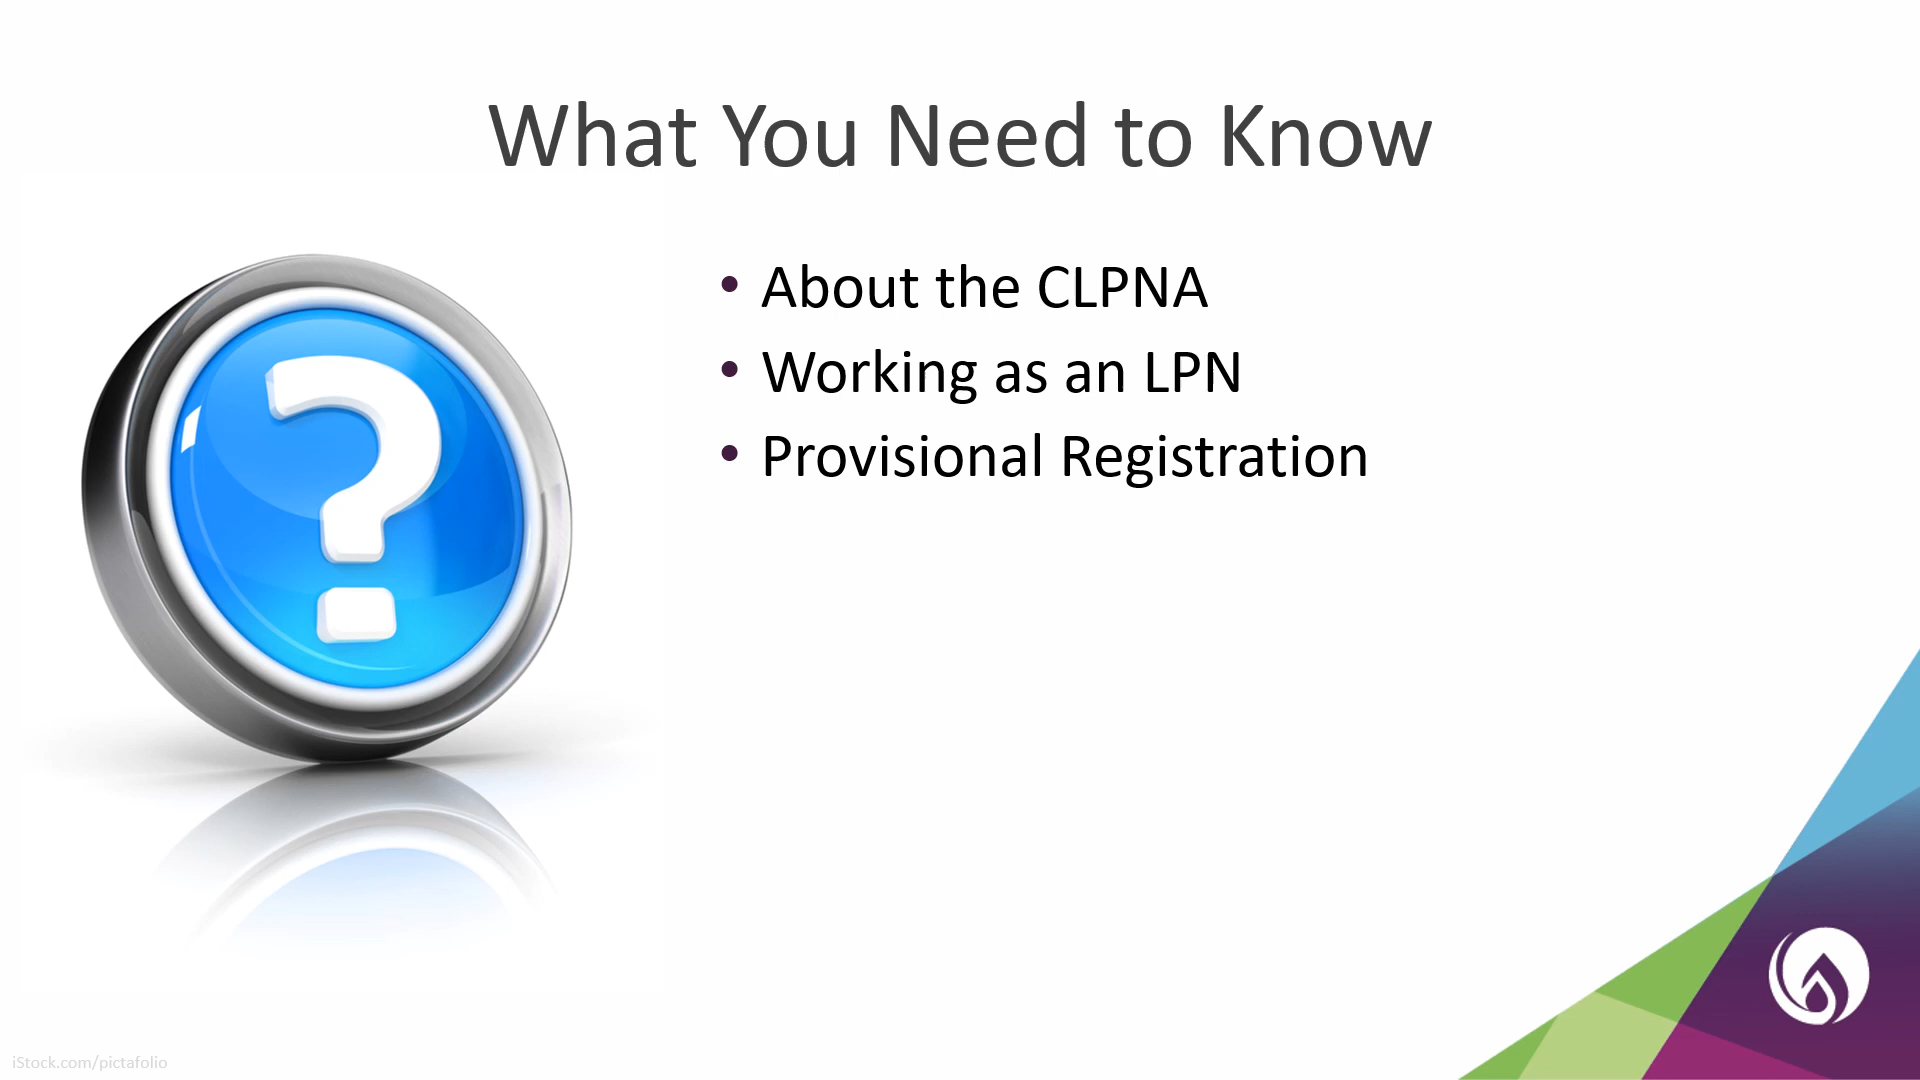 What You Need to Know
• About the CLPNA
• Working as an LPN
• Provisional Registration
iStock.com/pictafolio